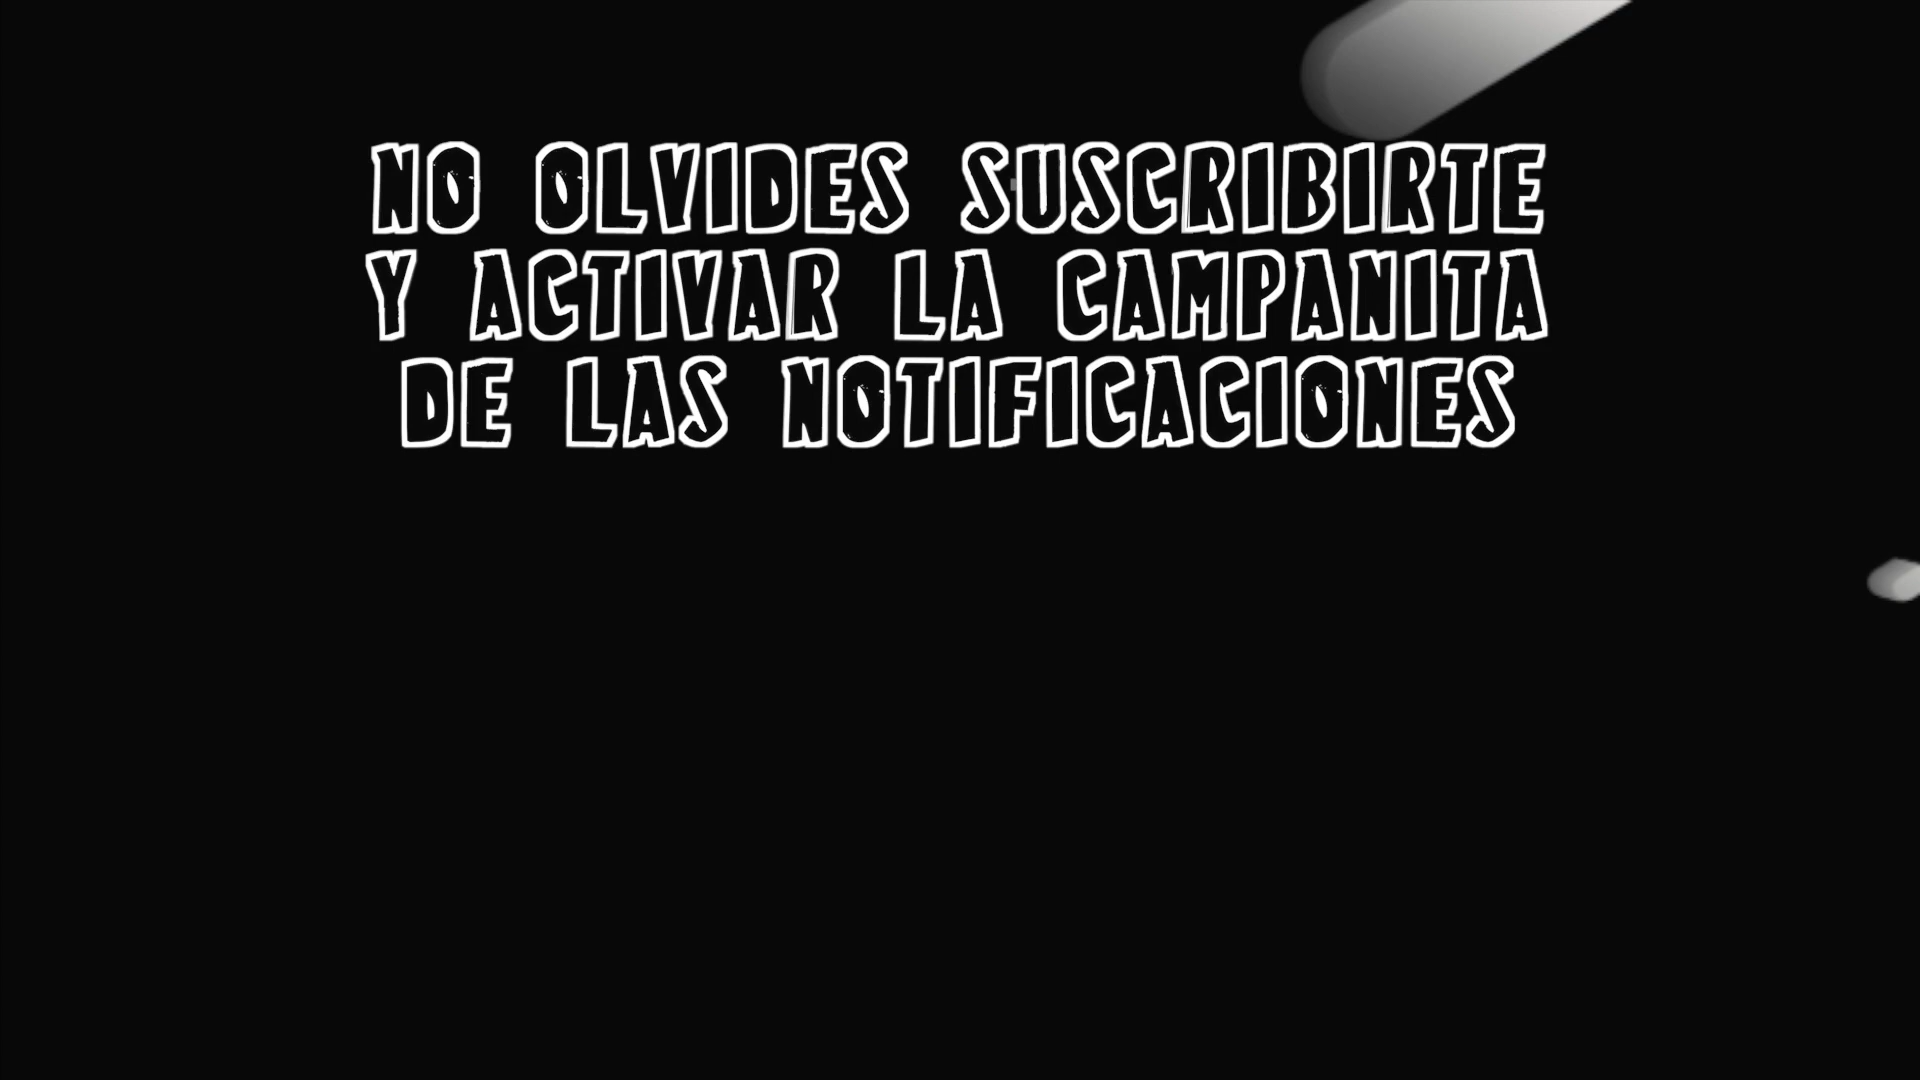 NO OLVIDES SUSCRIBIRTE
Y ACTIVAR LA CAMPANITA
DE LAS NOTIFICACIONES